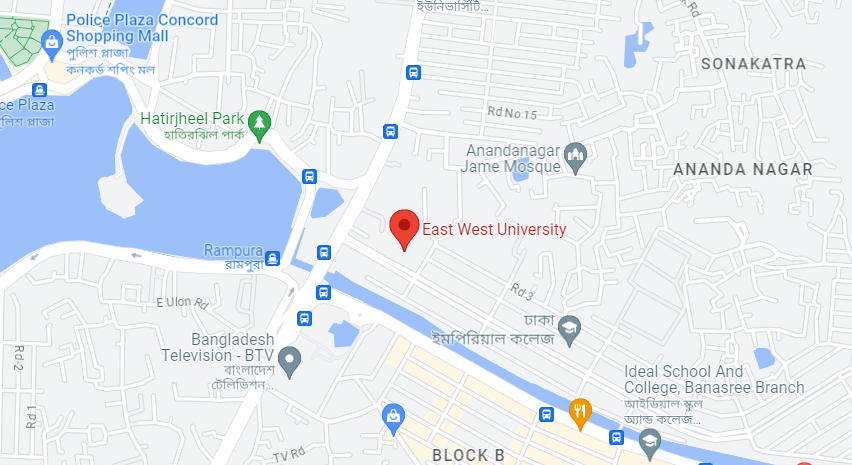 ইউনিভার্সিটি...
Police Plaza Concord
Shopping Mall
পুলিশ প্লাজা
কনকর্ড শপিং মল
SONAKATRA
ce Plaza
পুলিশ প্লাজা
Rd No 15
Hatirjheel Park
হাতিরঝিল পার্ক
Anandanagar
Jame Mosque
ANANDA NAGAR
East West University
Rampura
রামপুরা
Rd 3
E Ulon Rd
ঢাকা
ইমপিরিয়াল কলেজ
Bangladesh
Television - BTV
বাংলাদেশ
টেলিভিশন...
Rd-2
Rd 1
Ideal School And
College, Banasree Branch
আইডিয়াল স্কুল
অ্যান্ড কলেজ...
BLOCK B
TV Rd